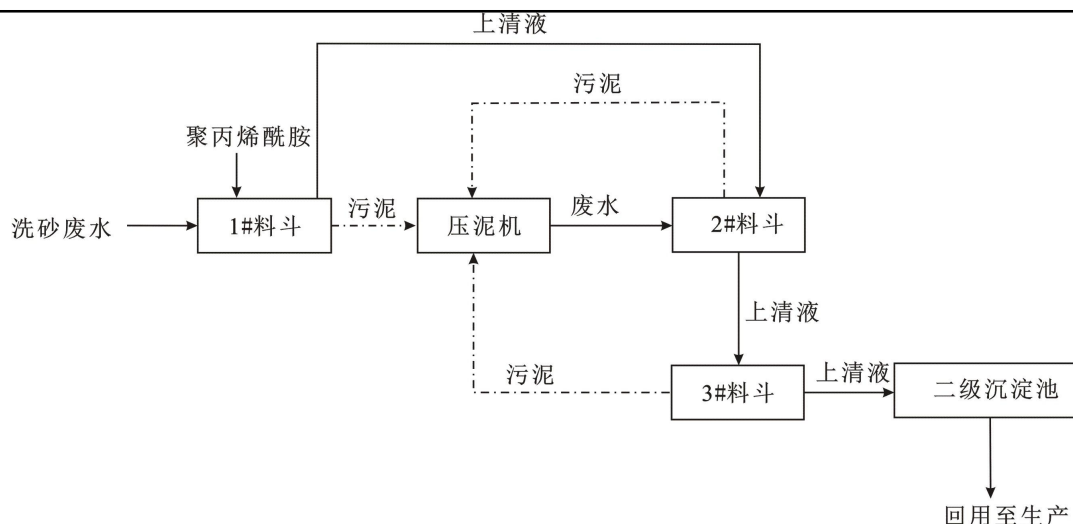 上清液
污泥
聚丙烯酰胺
洗砂废水
1#料斗
污泥
压泥机
废水
2#料斗
上清液
污泥
3#料斗
上清液
二级沉淀池
回用至生产